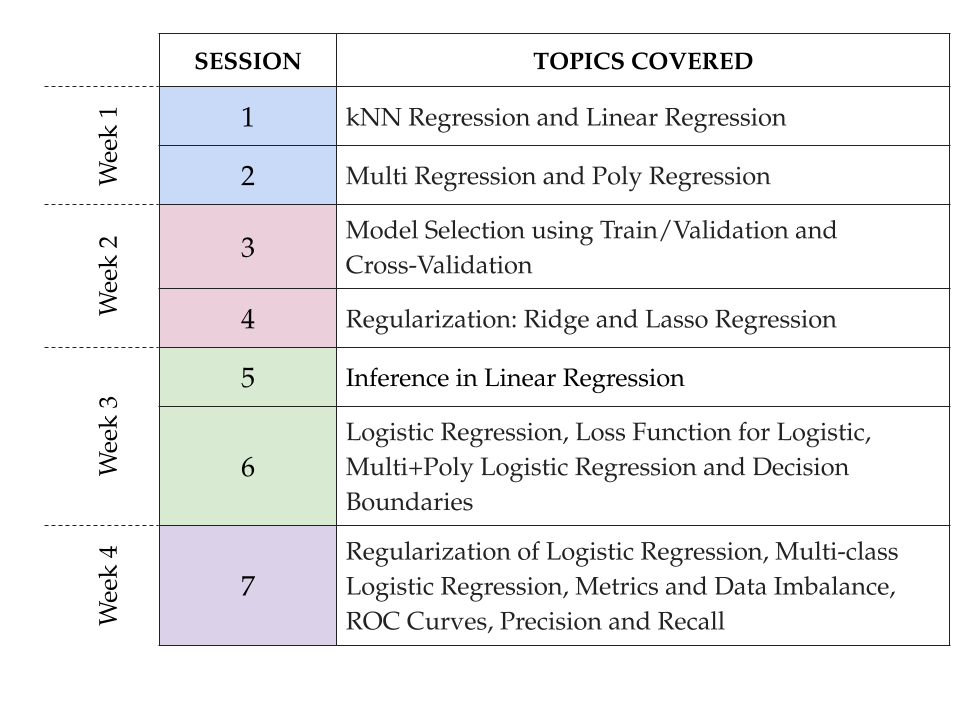 SESSION TOPICS COVERED
Week 1
1 kNN Regression and Linear Regression
2 Multi Regression and Poly Regression
Week 2
3 Model Selection using Train/Validation and
Cross-Validation
4 Regularization: Ridge and Lasso Regression
Week 3
5 Inference in Linear Regression
6 Logistic Regression, Loss Function for Logistic,
Multi+Poly Logistic Regression and Decision
Boundaries
Week 4
7 Regularization of Logistic Regression, Multi-class
Logistic Regression, Metrics and Data Imbalance,
ROC Curves, Precision and Recall